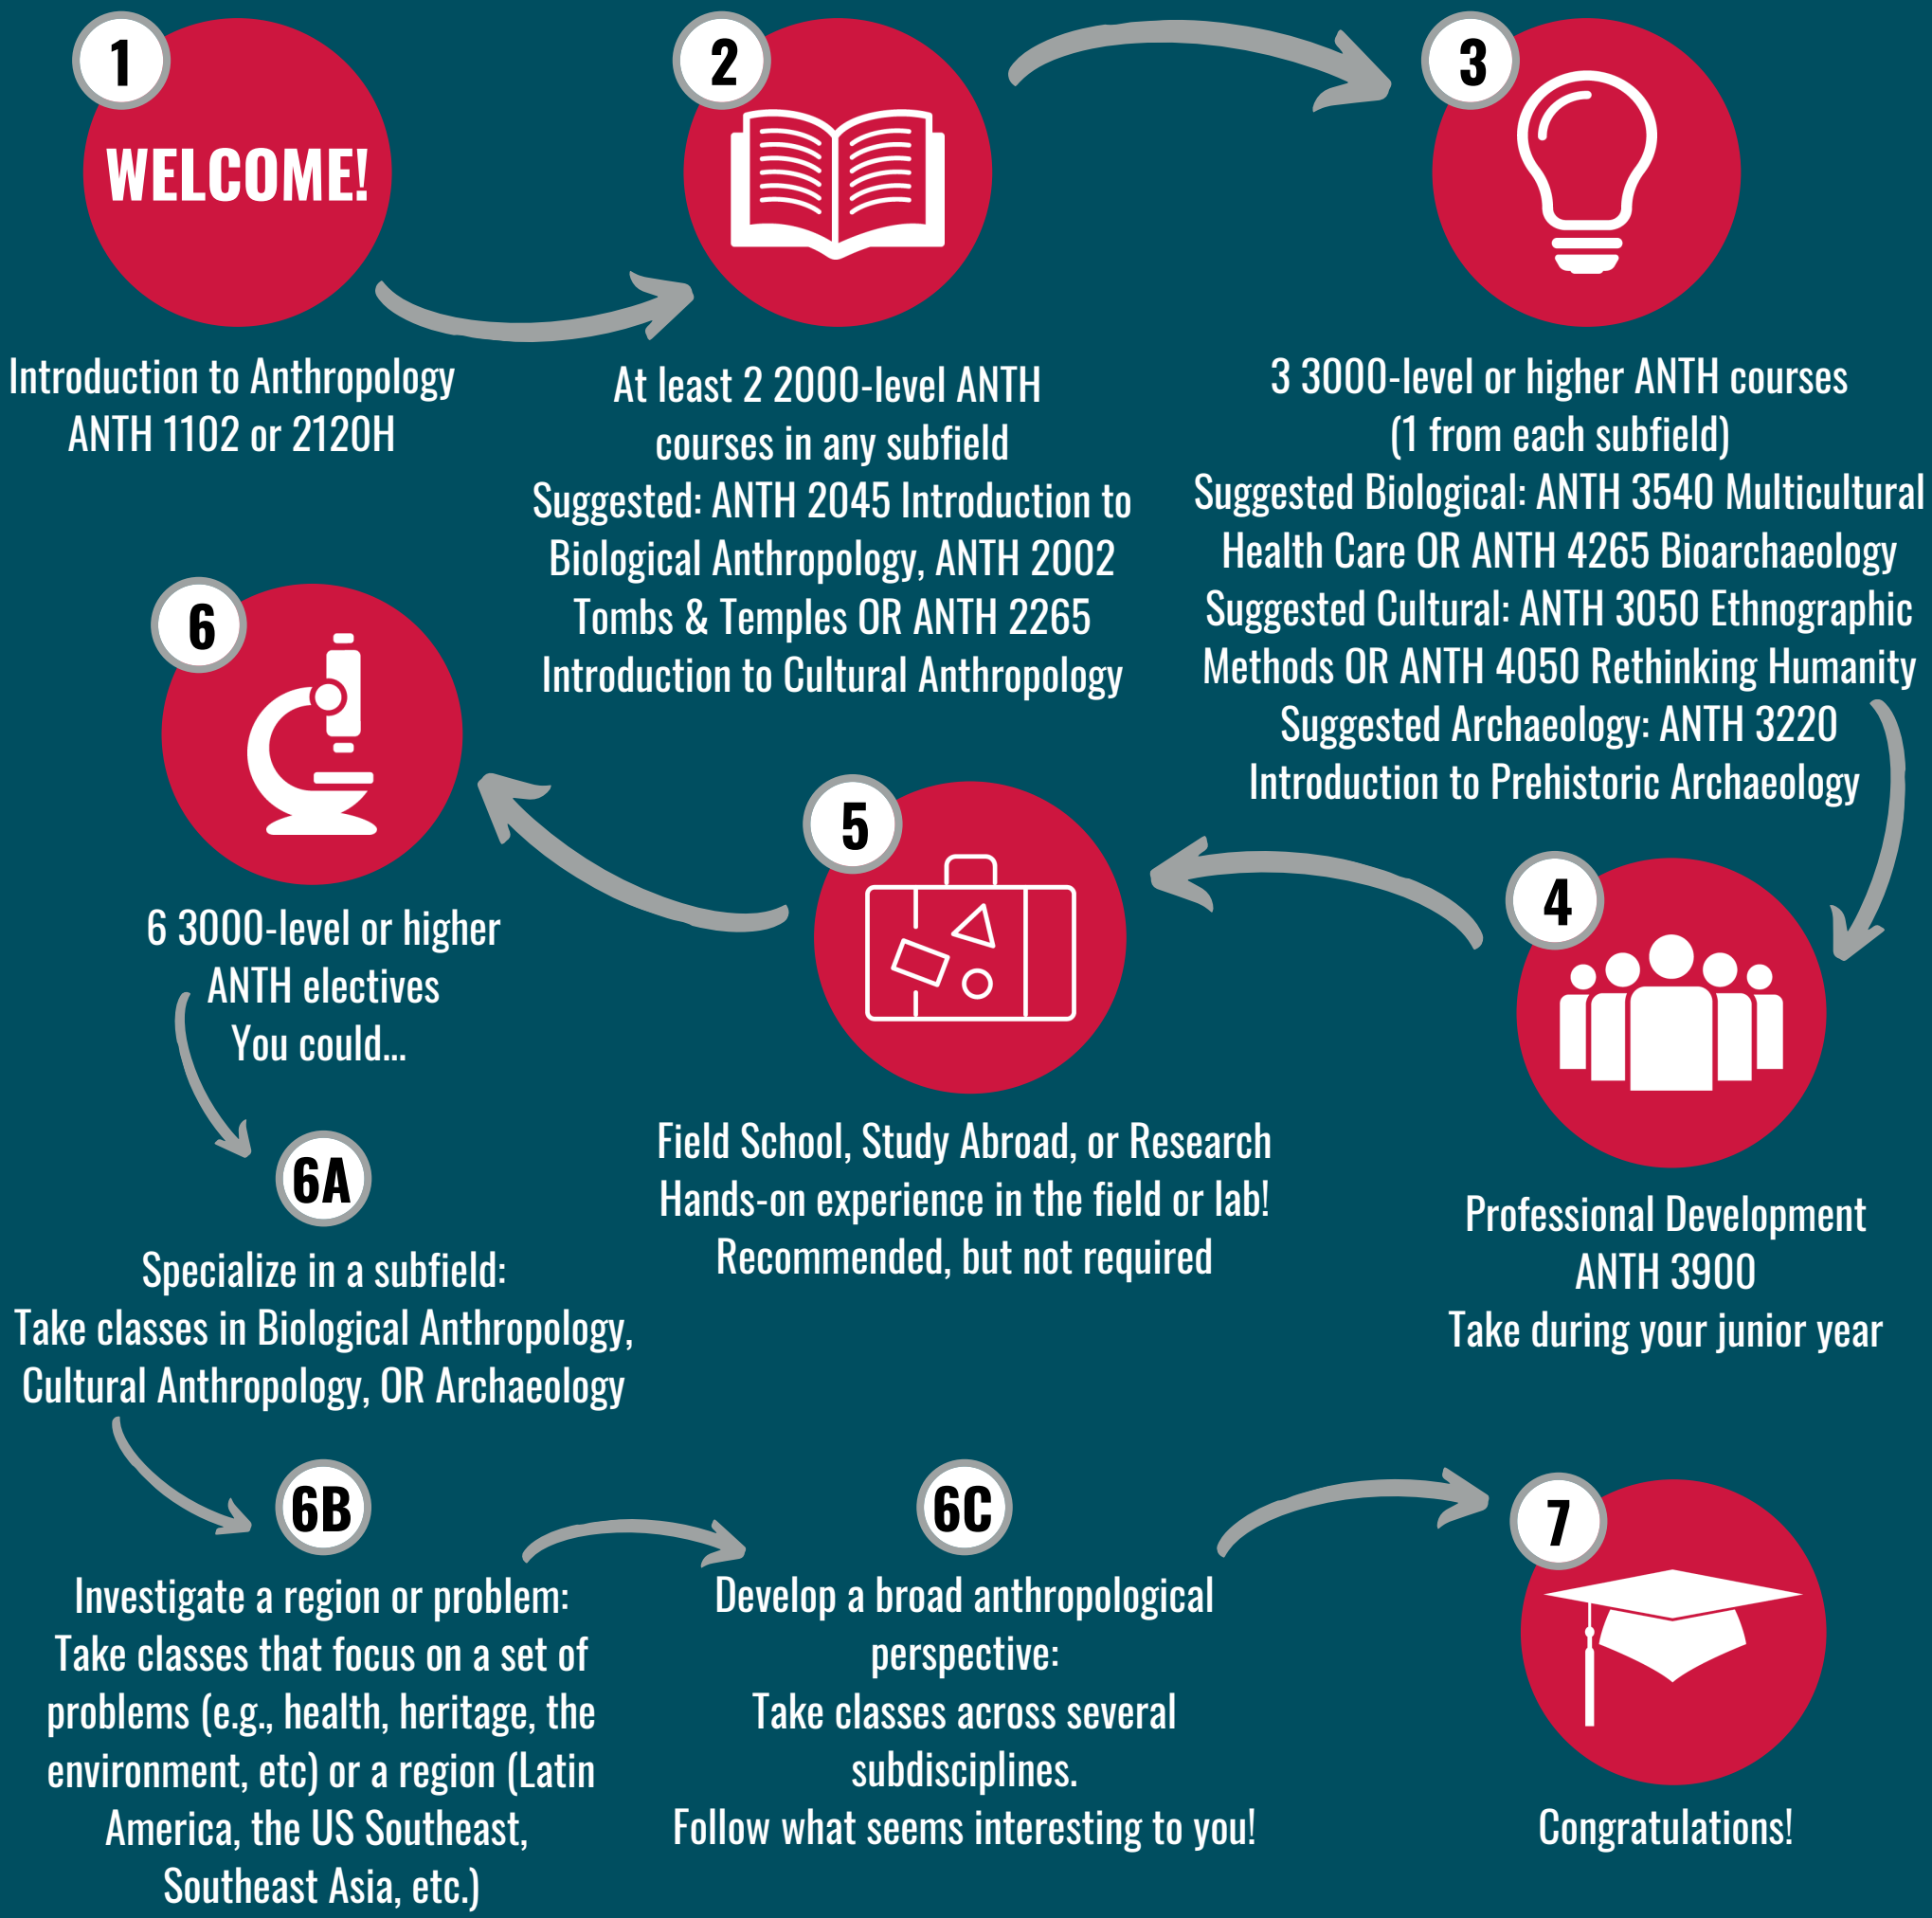 1
WELCOME!
Introduction to Anthropology
ANTH 1102 or 2120H
2
At least 2 2000-level ANTH
courses in any subfield
Suggested: ANTH 2045 Introduction to
Biological Anthropology, ANTH 2002
Tombs & Temples OR ANTH 2265
Introduction to Cultural Anthropology
3
3 3000-level or higher ANTH courses
(1 from each subfield)
Suggested Biological: ANTH 3540 Multicultural
Health Care OR ANTH 4265 Bioarchaeology
Suggested Cultural: ANTH 3050 Ethnographic
Methods OR ANTH 4050 Rethinking Humanity
Suggested Archaeology: ANTH 3220
Introduction to Prehistoric Archaeology
4
Professional Development
ANTH 3900
Take during your junior year
5
Field School, Study Abroad, or Research
Hands-on experience in the field or lab!
Recommended, but not required
6
6 3000-level or higher
ANTH electives
You could...
6A
Specialize in a subfield:
Take classes in Biological Anthropology,
Cultural Anthropology, OR Archaeology
6B
Investigate a region or problem:
Take classes that focus on a set of
problems (e.g., health, heritage, the
environment, etc) or a region (Latin
America, the US Southeast,
Southeast Asia, etc.)
6C
Develop a broad anthropological
perspective:
Take classes across several
subdisciplines.
Follow what seems interesting to you!
7
Congratulations!